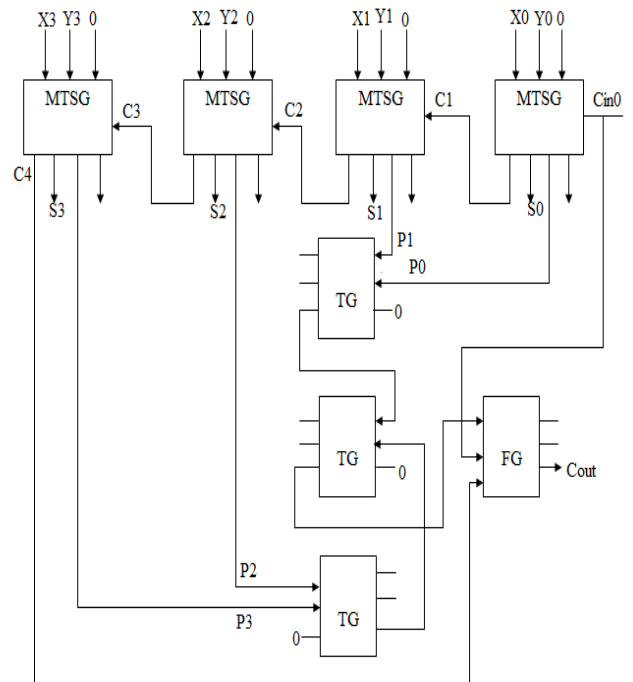 X3 Y3 0 X2 Y2 0 X1 Y1 0 X0 Y0 0
MTSG C3 MTSG C2 MTSG C1 MTSG Cin0
C4
S3 S2 S1 S0
P1
P0
TG 0
TG 0 FG Cout
P2
P3 TG
0